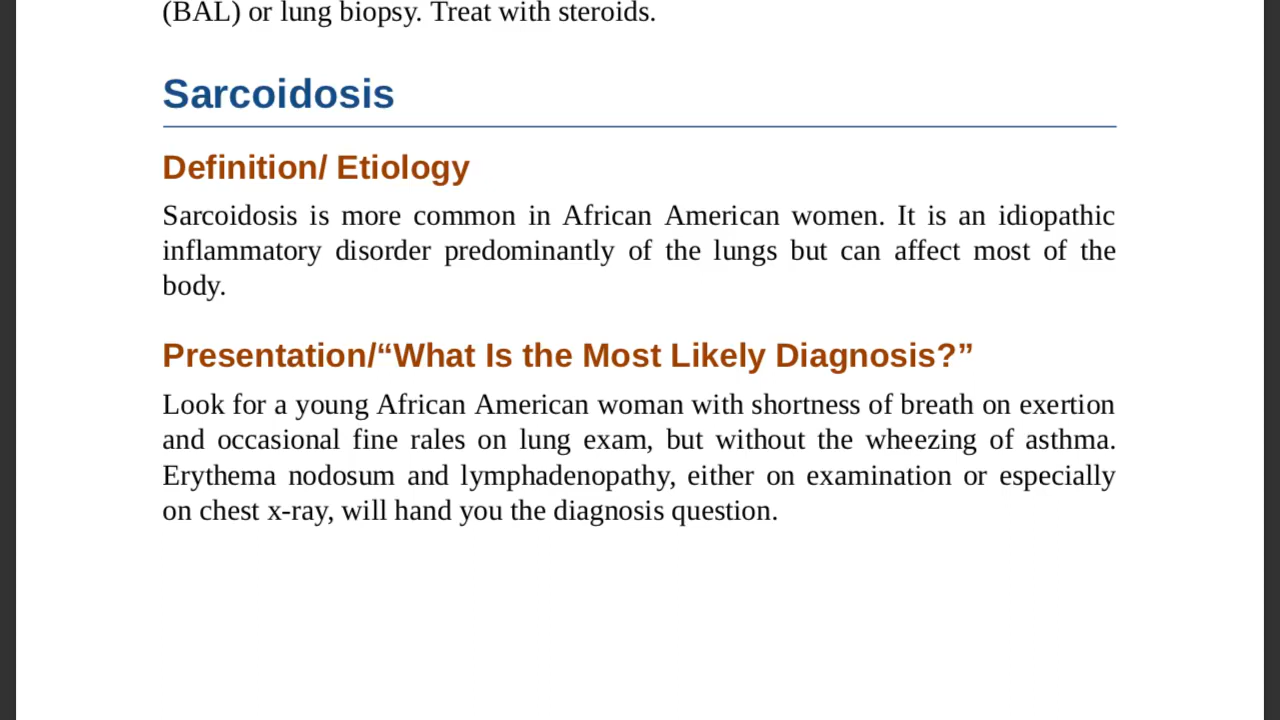 (BAL) or lung biopsy. Treat with steroids.
Sarcoidosis
Definition/ Etiology
Sarcoidosis is more common in African American women. It is an idiopathic
inflammatory disorder predominantly of the lungs but can affect most of the
body.
Presentation/“What Is the Most Likely Diagnosis?”
Look for a young African American woman with shortness of breath on exertion
and occasional fine rales on lung exam, but without the wheezing of asthma.
Erythema nodosum and lymphadenopathy, either on examination or especially
on chest x-ray, will hand you the diagnosis question.